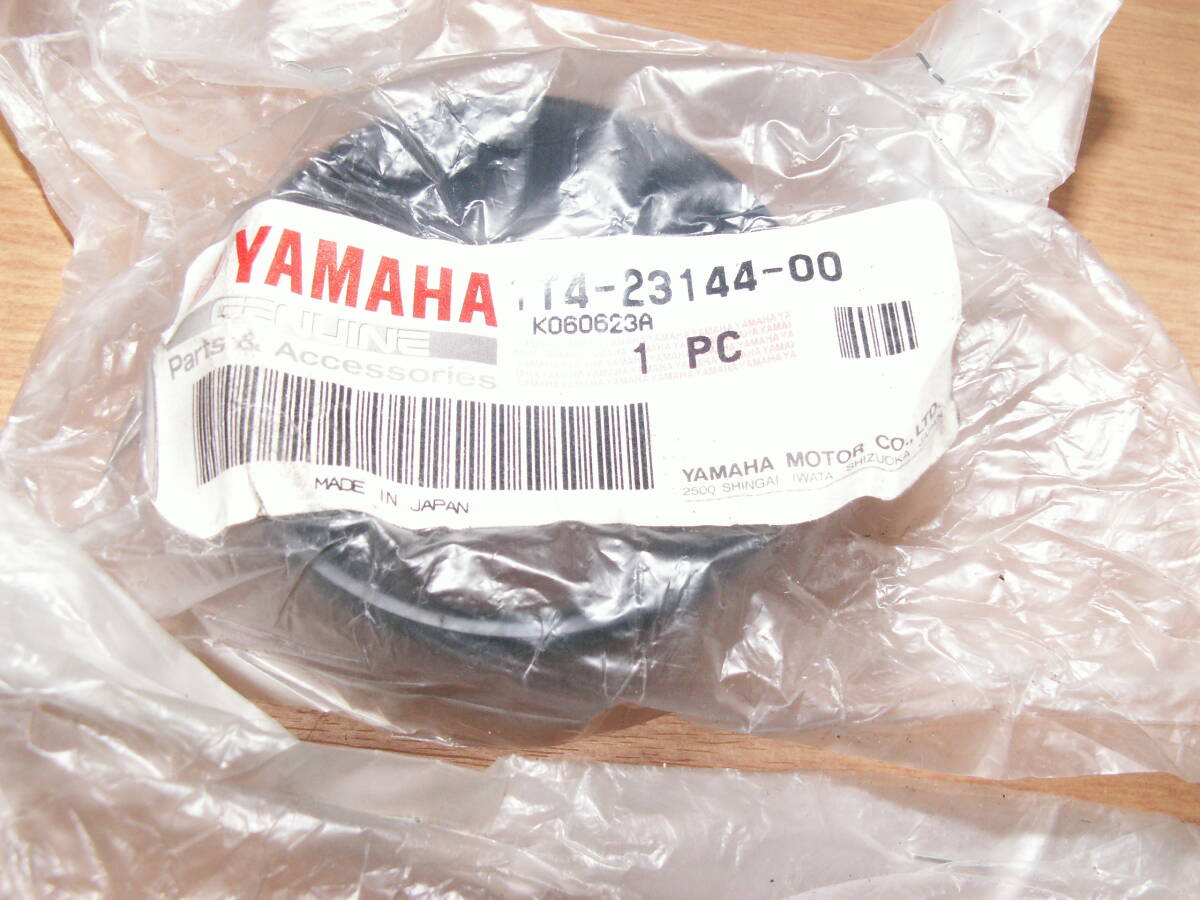 YAMAHA
GENUINE
Parts & Accessories
1T4-23144-00
K060623A
1 PC
MADE IN JAPAN
YAMAHA MOTOR CO., LTD.
2500 SHINGAI IWATA SHIZUOKA JAPAN